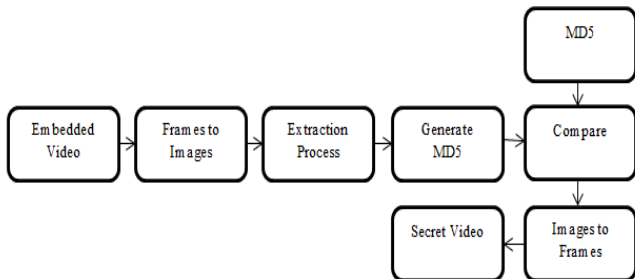 MD5
Embedded
Video
Frames to
Images
Extraction
Process
Generate
MD5
Compare
Secret Video
Images to
Frames